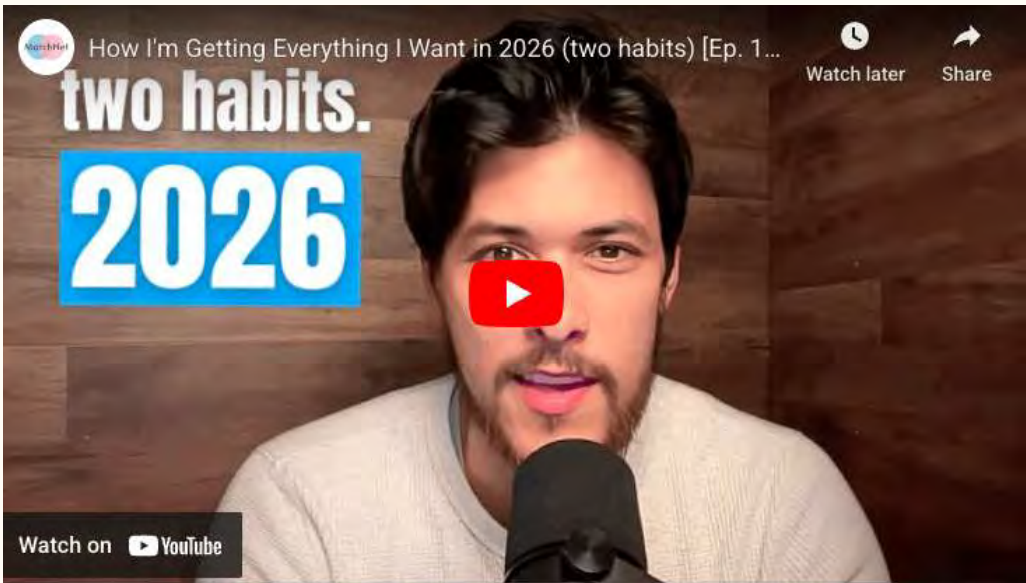 MatchNet
How I'm Getting Everything I Want in 2026 (two habits) [Ep. 1...
Watch later
Share
two habits.
2026
Watch on YouTube